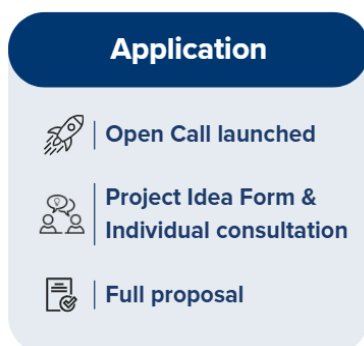 Application
Open Call launched
Project Idea Form &
Individual consultation
Full proposal